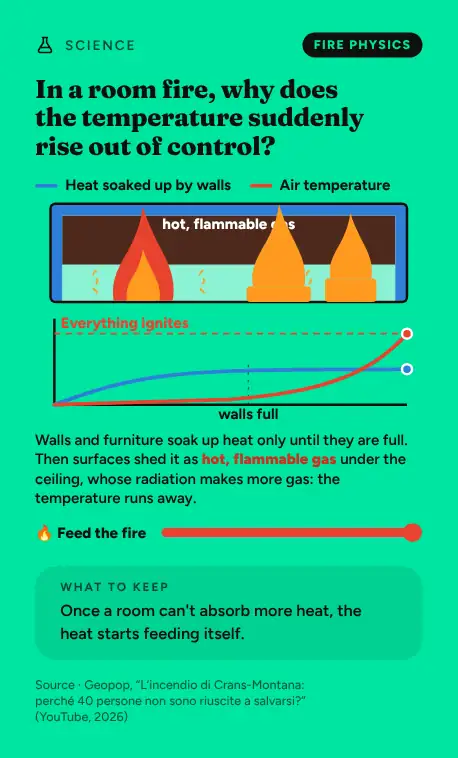 SCIENCE
FIRE PHYSICS
In a room fire, why does
the temperature suddenly
rise out of control?
Heat soaked up by walls
Air temperature
hot, flammable gas
Everything ignites
walls full
Walls and furniture soak up heat only until they are full.
Then surfaces shed it as hot, flammable gas under the
ceiling, whose radiation makes more gas: the
temperature runs away.
🔥 Feed the fire
WHAT TO KEEP
Once a room can't absorb more heat, the
heat starts feeding itself.
Source · Geopop, “L'incendio di Crans-Montana:
perché 40 persone non sono riuscite a salvarsi?”
(YouTube, 2026)